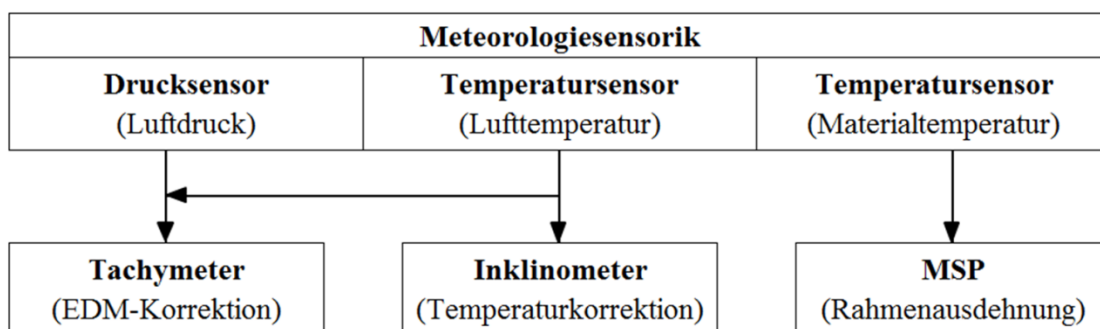 Meteorologiesensorik
Drucksensor
(Luftdruck)
Temperatursensor
(Lufttemperatur)
Temperatursensor
(Materialtemperatur)
Tachymeter
(EDM-Korrektion)
Inklinometer
(Temperaturkorrektion)
MSP
(Rahmenausdehnung)